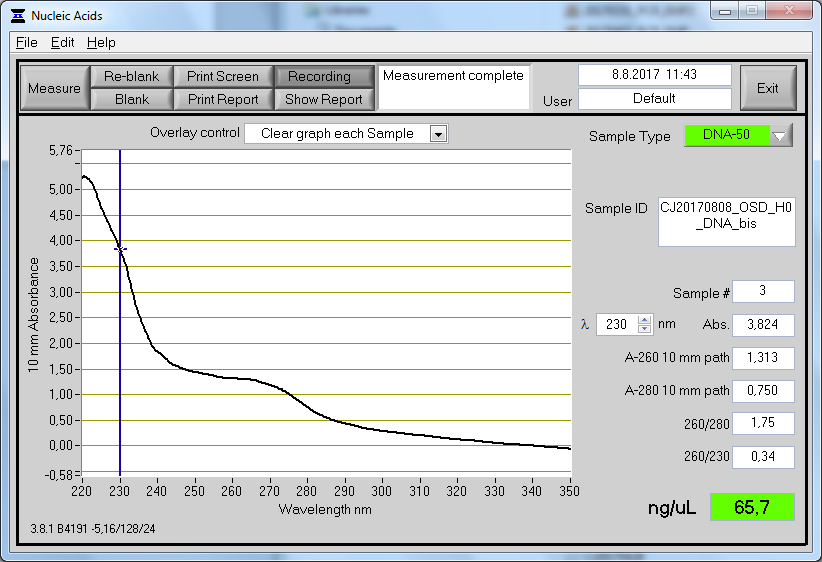 Nucleic Acids
File Edit Help
Measure
Re-blank
Print Screen
Recording
Blank
Print Report
Show Report
Measurement complete
User
8.8.2017 11:43
Default
Exit
Overlay control
Clear graph each Sample
Sample Type
DNA-50
Sample ID
CJ20170808_OSD_H0
_DNA_bis
Sample # 3
λ 230 nm
Abs. 3,824
A-260 10 mm path 1,313
A-280 10 mm path 0,750
260/280 1,75
260/230 0,34
ng/uL 65,7
10 mm Absorbance
5,76
5,00
4,50
4,00
3,50
3,00
2,50
2,00
1,50
1,00
0,50
0,00
-0,58
220 230 240 250 260 270 280 290 300 310 320 330 340 350
Wavelength nm
3.8.1 B4191 -5,16/128/24